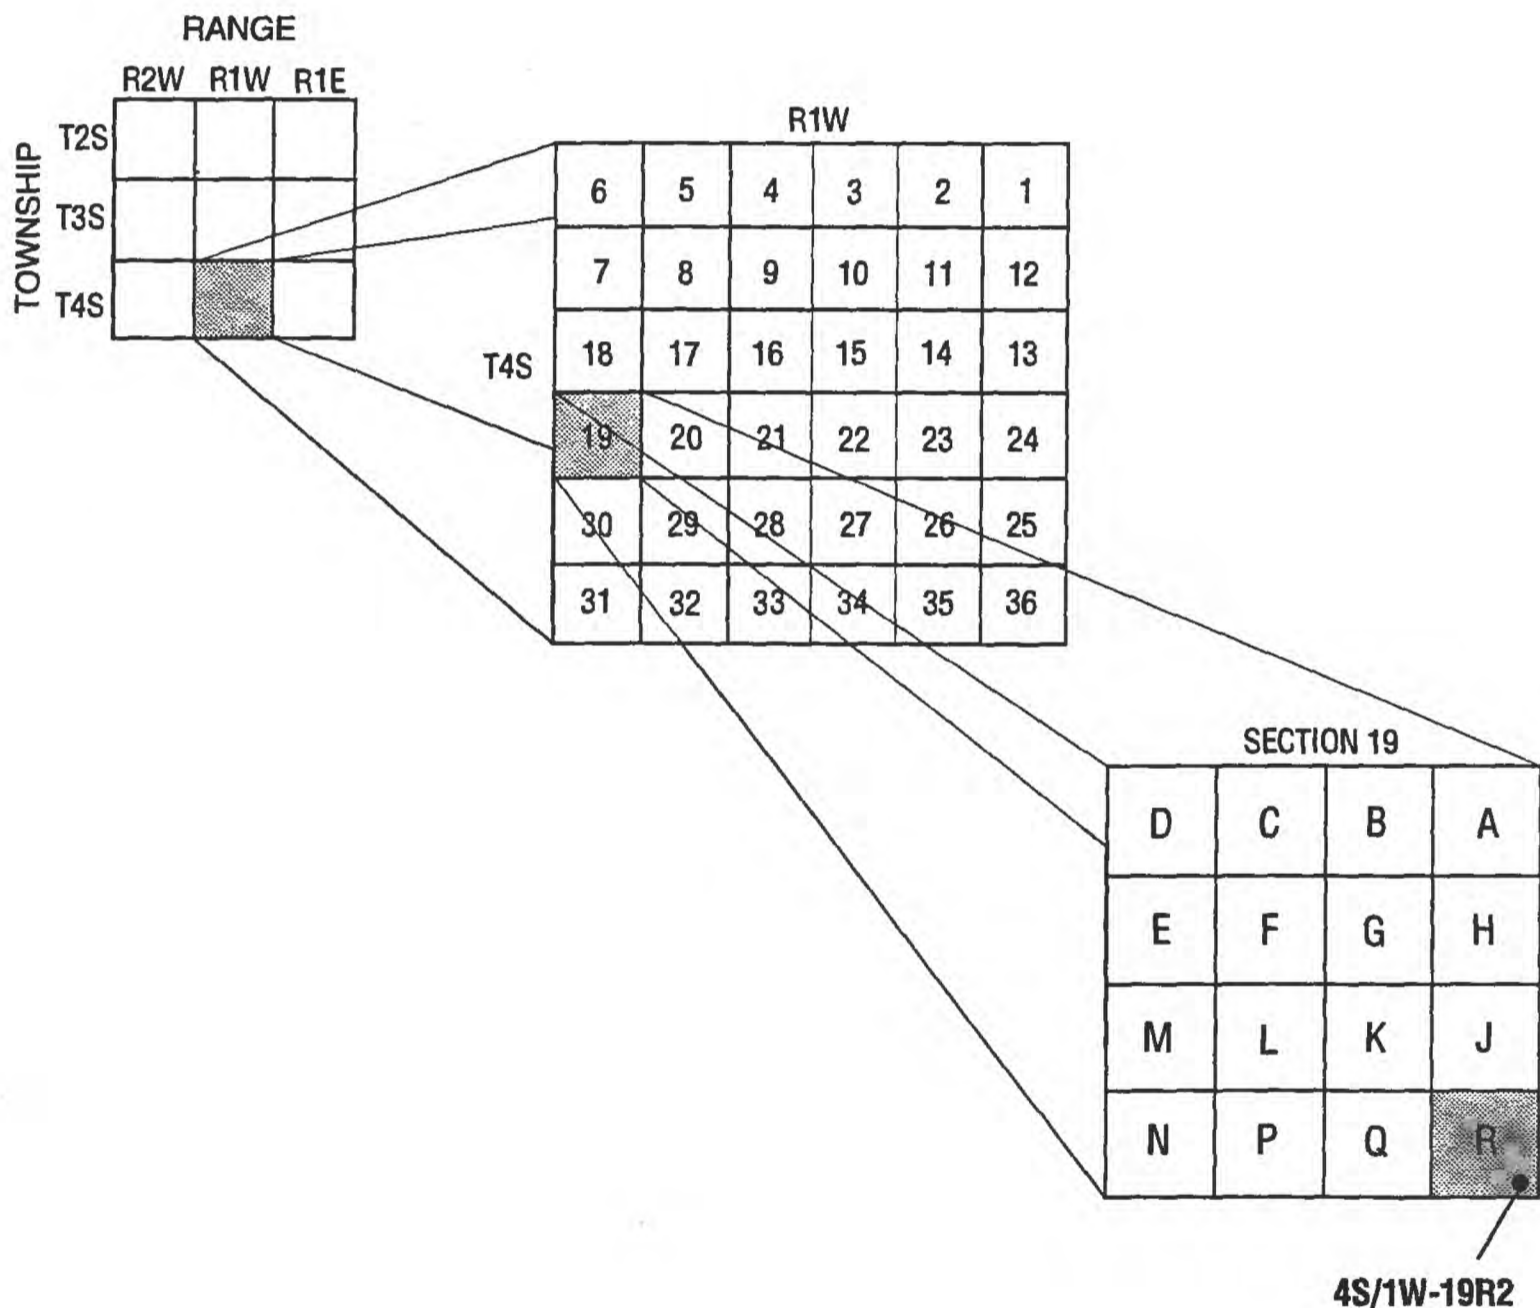 RANGE
R2W R1W R1E
TOWNSHIP
T2S
T3S
T4S
R1W
T4S
6 5 4 3 2 1
7 8 9 10 11 12
18 17 16 15 14 13
19 20 21 22 23 24
30 29 28 27 26 25
31 32 33 34 35 36
SECTION 19
D C B A
E F G H
M L K J
N P Q R
4S/1W-19R2